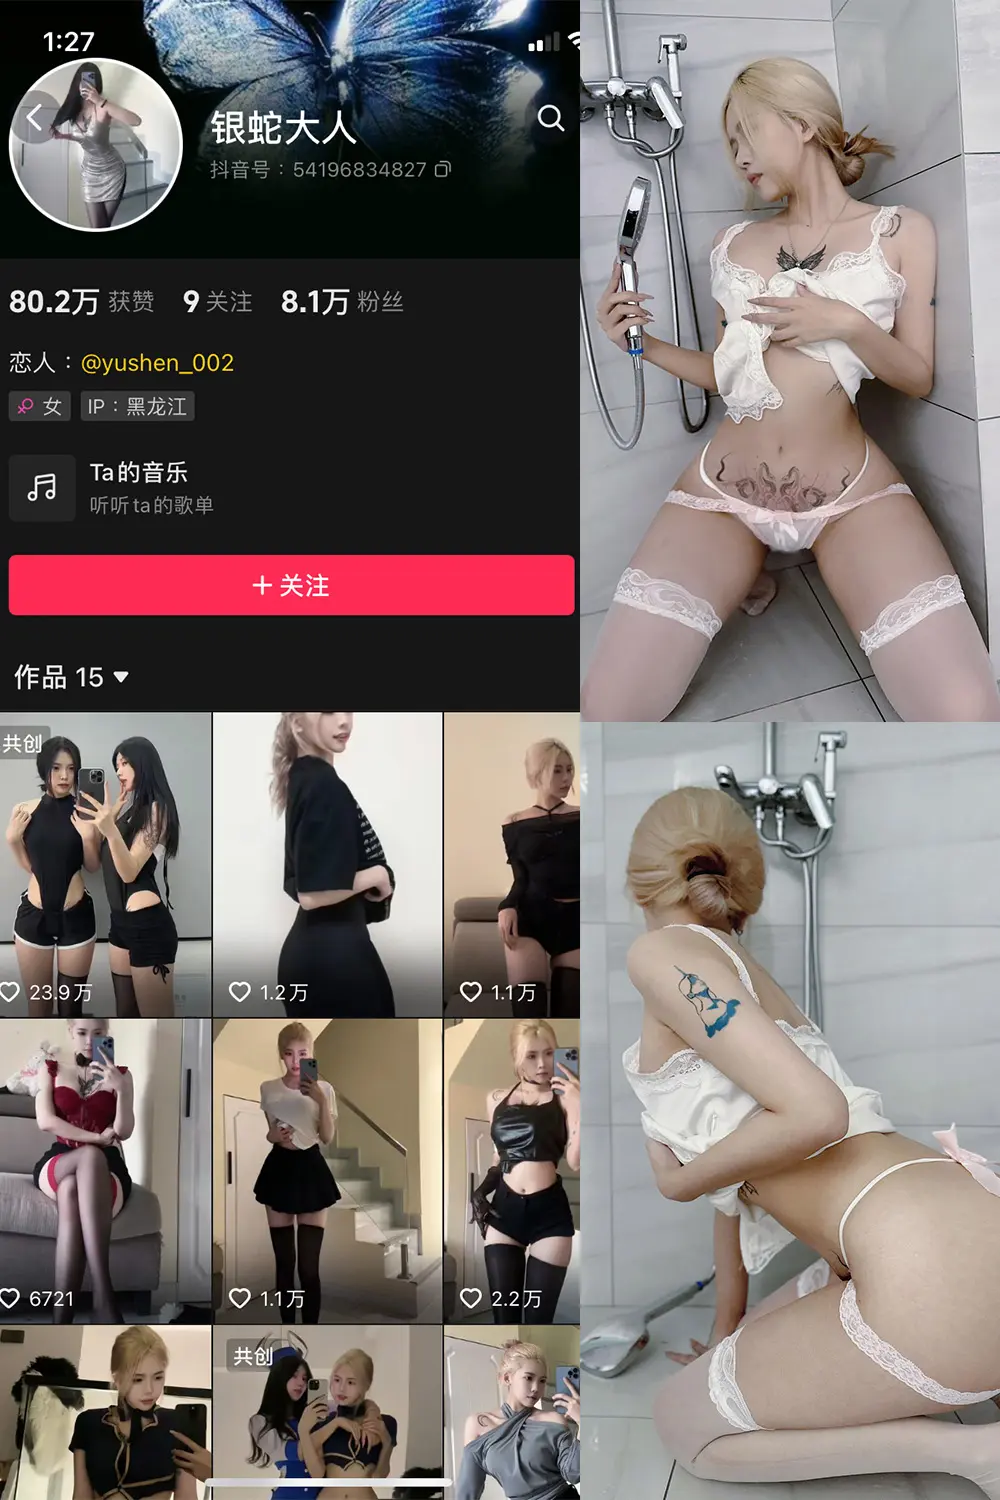 1:27
银蛇大人
抖音号：54196834827
80.2万 获赞 9 关注 8.1万 粉丝
恋人：@yushen_002
女 IP：黑龙江
Ta的音乐
听听ta的歌单
+ 关注
作品 15
共创
23.9万
1.2万
1.1万
6721
1.1万
2.2万
共创